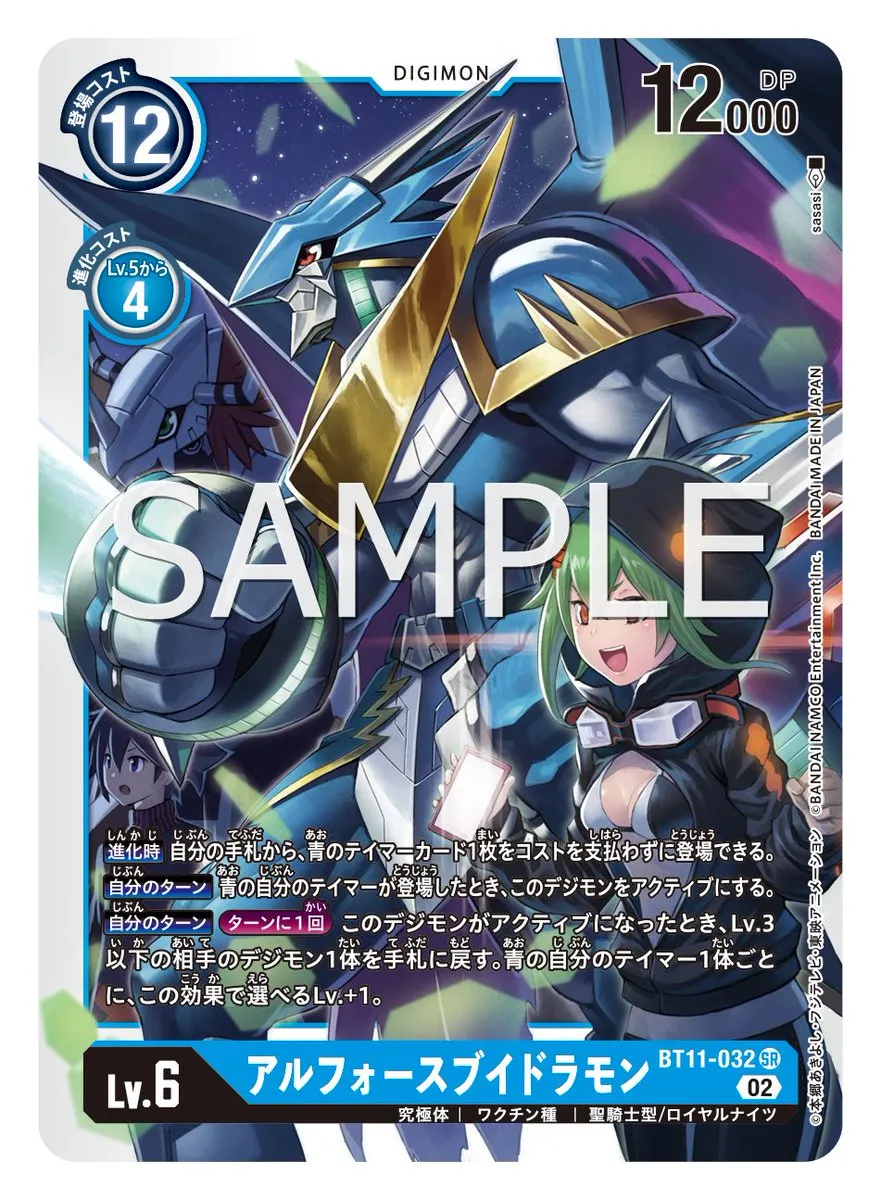 DIGIMON
登場コスト
12
12000
DP
進化コスト
Lv.5から
4
sasasi
SAMPLE
進化時 自分の手札から、青のテイマーカード1枚をコストを支払わずに登場できる。
自分のターン 青の自分のテイマーが登場したとき、このデジモンをアクティブにする。
自分のターン ターンに1回 このデジモンがアクティブになったとき、Lv.3
以下の相手のデジモン1体を手札に戻す。青の自分のテイマー1体ごと
に、この効果で選べるLv.+1。
Lv.6
アルフォースブイドラモン
BT11-032 SR
02
究極体 | ワクチン種 | 聖騎士型/ロイヤルナイツ
©本郷あきよし・フジテレビ・東映アニメーション ©BANDAI NAMCO Entertainment Inc. BANDAI MADE IN JAPAN